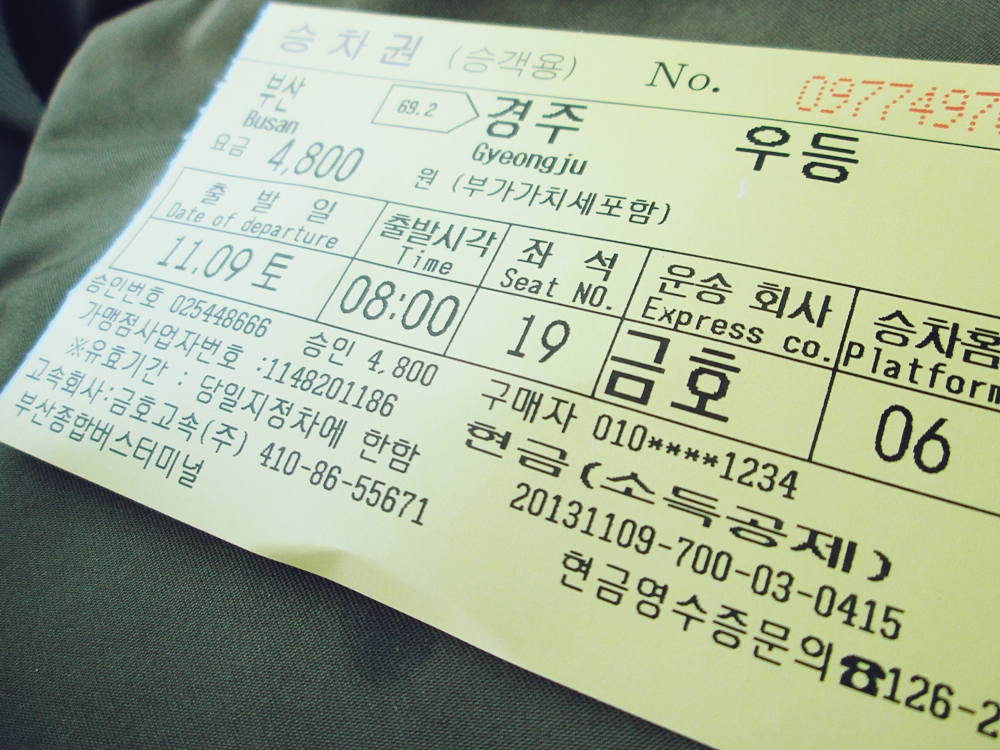 승차권 (승객용) No. 0977497
부산 69.2 경주 우등
Busan Gyeongju
요금 4,800 원 (부가가치세포함)
출발일 출발시각 좌석 운송 회사 승차홈
Date of departure Time Seat NO. Express co. Platform
11.09 토 08:00 19 금호 06
승인번호 025448666 승인 4,800
가맹점사업자번호 :1148201186
※유효기간 : 당일지정차에 한함
고속회사:금호고속(주) 410-86-55671
부산종합버스터미널
구매자 010****1234
현금(소득공제)
20131109-700-03-0415
현금영수증문의☎126-2